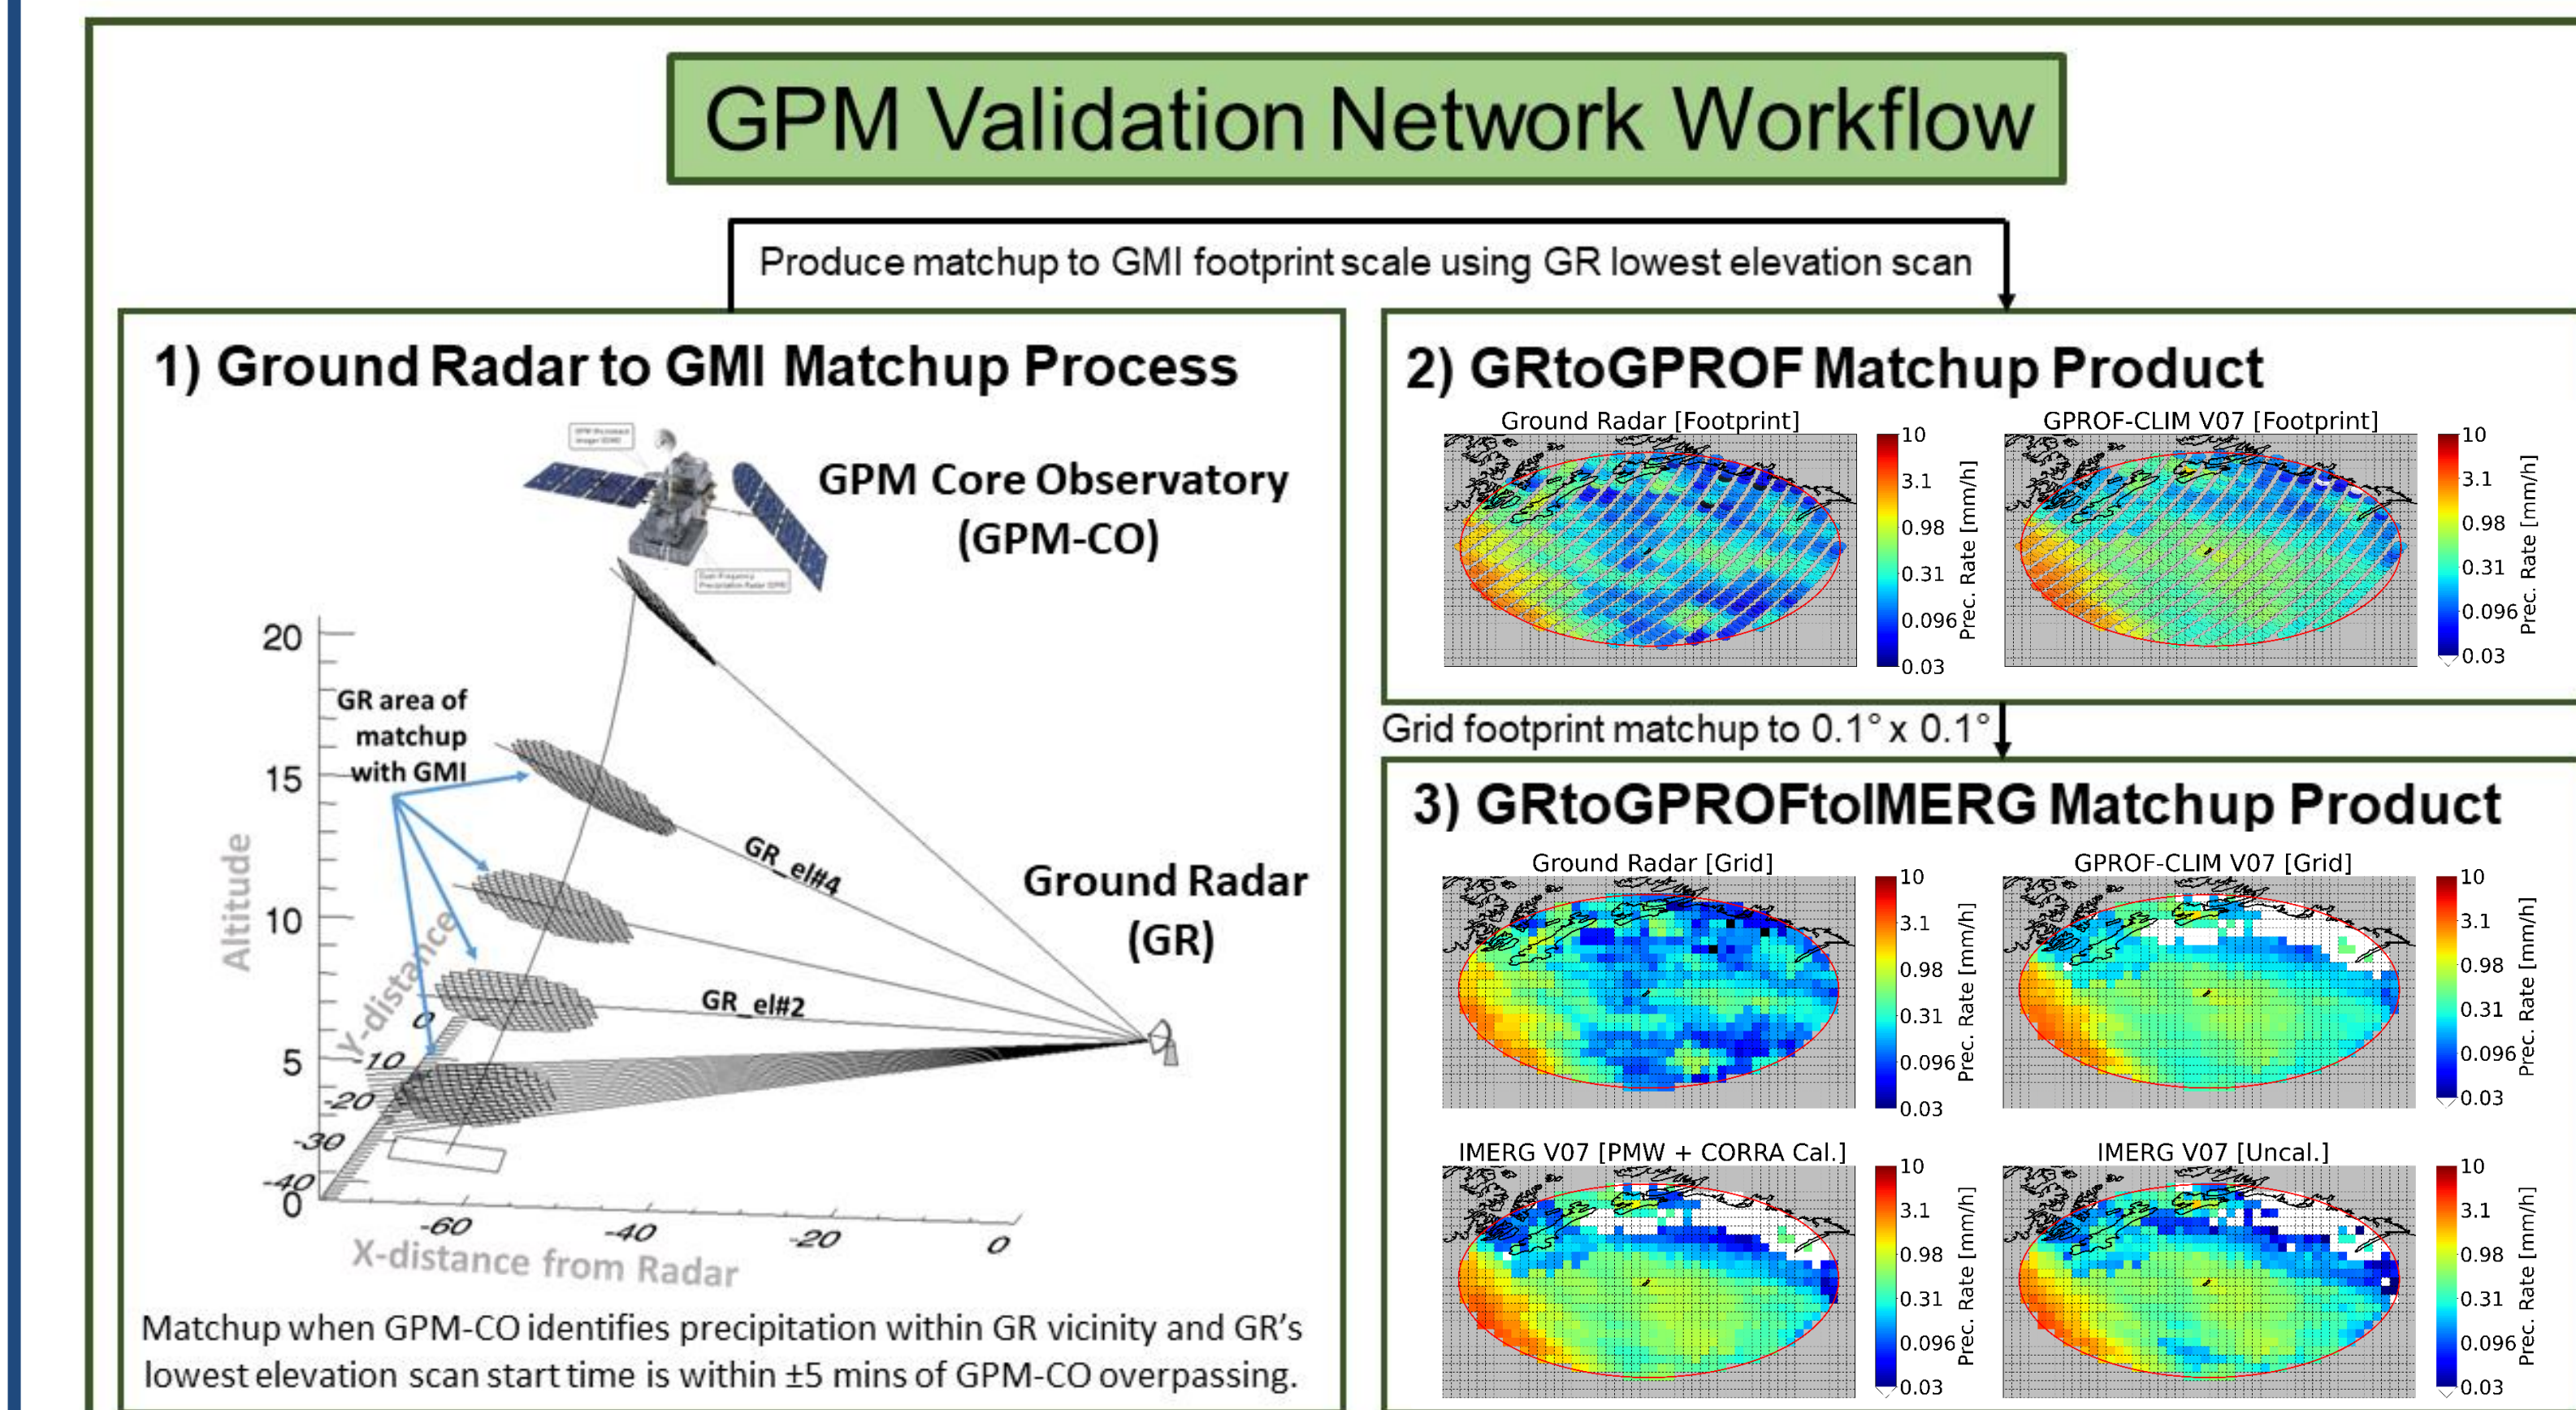 GPM Validation Network Workflow
Produce matchup to GMI footprint scale using GR lowest elevation scan
1) Ground Radar to GMI Matchup Process
GPM Core Observatory
(GPM-CO)
20
15
10
5
0
Altitude
GR area of
matchup
with GMI
Y-distance
0
-10
-20
-30
-40
GR_el#4
GR_el#2
Ground Radar
(GR)
-60
-40
-20
0
X-distance from Radar
Matchup when GPM-CO identifies precipitation within GR vicinity and GR's
lowest elevation scan start time is within ±5 mins of GPM-CO overpassing.
2) GRtoGPROF Matchup Product
Ground Radar [Footprint]
10
3.1
0.98
0.31
0.096
0.03
Prec. Rate [mm/h]
GPROF-CLIM V07 [Footprint]
10
3.1
0.98
0.31
0.096
0.03
Prec. Rate [mm/h]
Grid footprint matchup to 0.1° x 0.1°
3) GRtoGPROFtoIMERG Matchup Product
Ground Radar [Grid]
10
3.1
0.98
0.31
0.096
0.03
Prec. Rate [mm/h]
GPROF-CLIM V07 [Grid]
10
3.1
0.98
0.31
0.096
0.03
Prec. Rate [mm/h]
IMERG V07 [PMW + CORRA Cal.]
10
3.1
0.98
0.31
0.096
0.03
Prec. Rate [mm/h]
IMERG V07 [Uncal.]
10
3.1
0.98
0.31
0.096
0.03
Prec. Rate [mm/h]